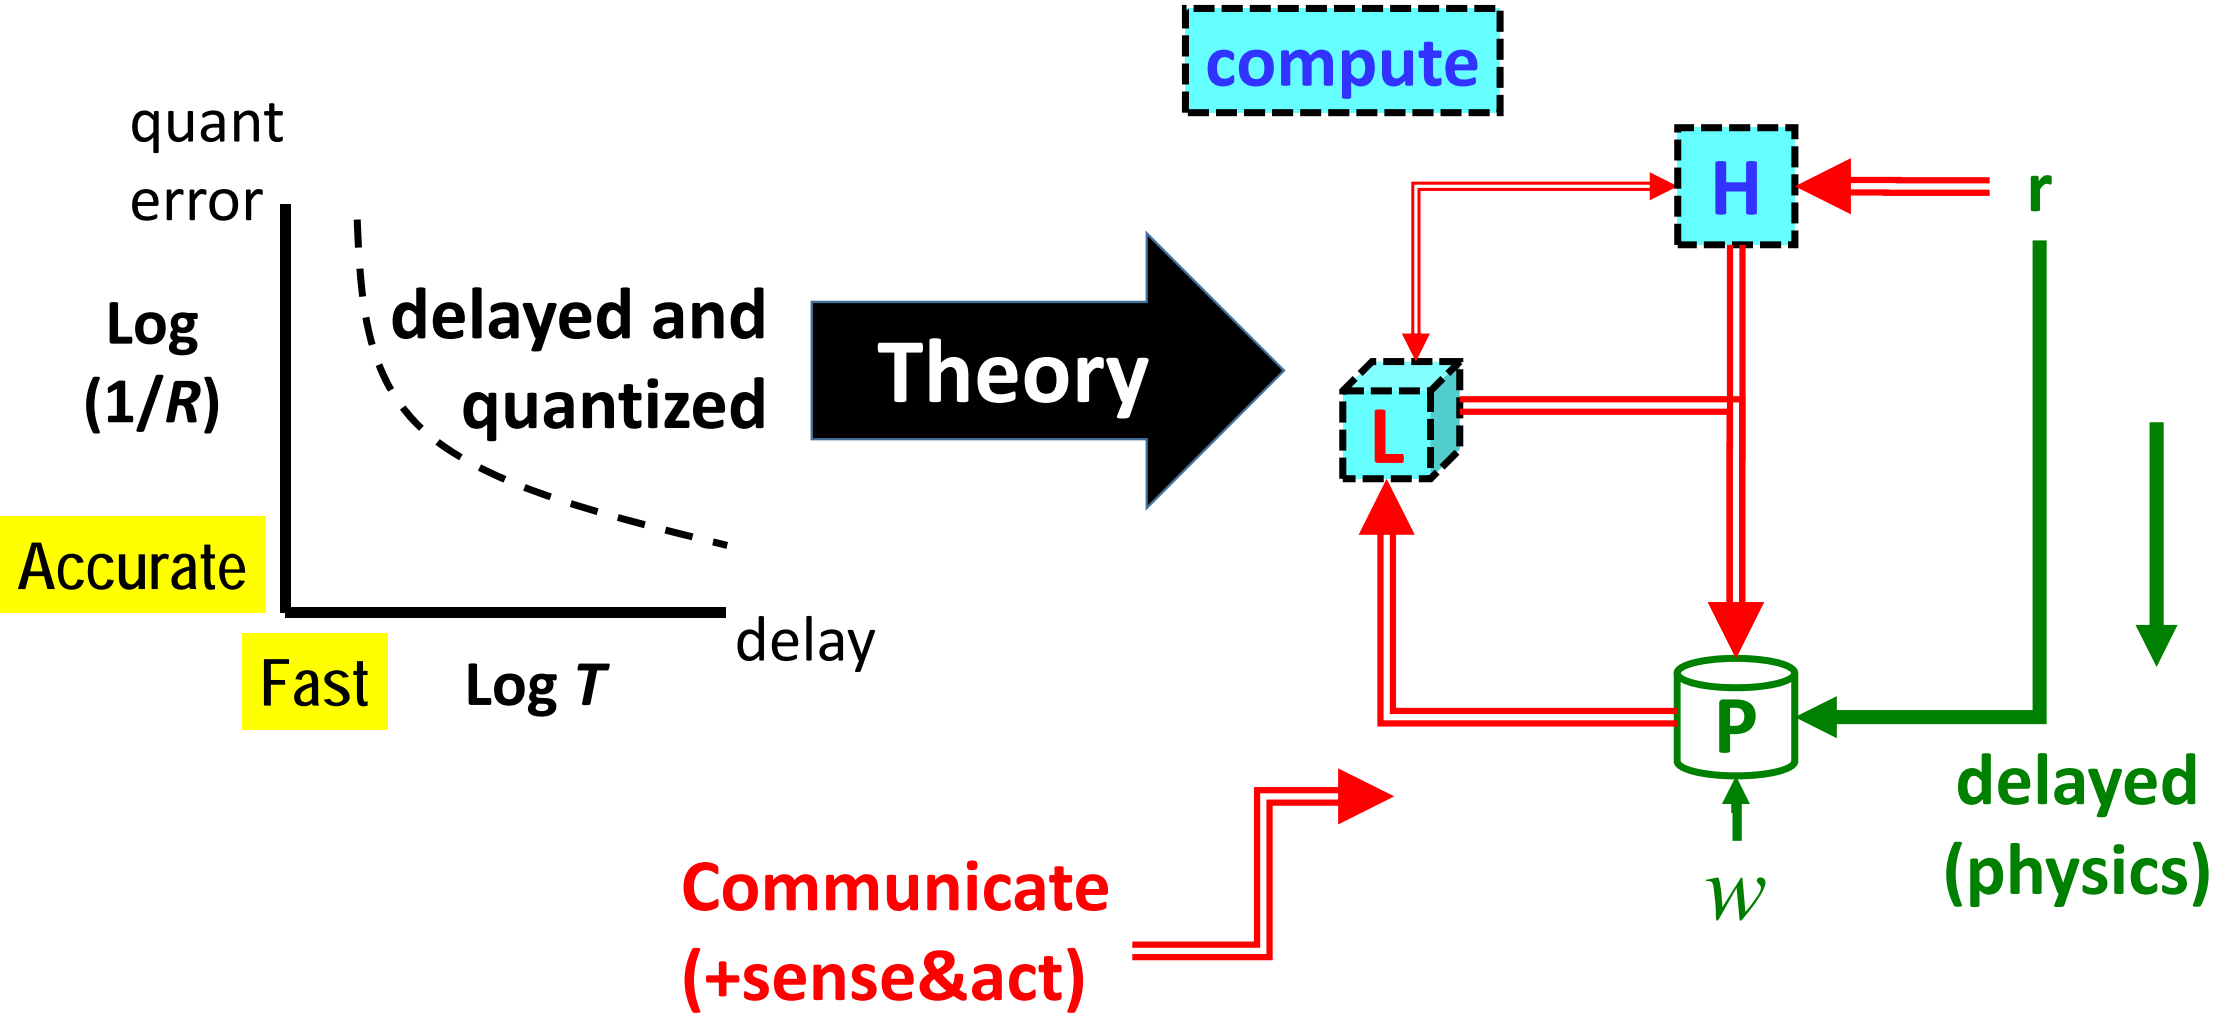 quant
error
Log
(1/R)
Accurate
Fast
Log T
delay
delayed and
quantized
Theory
compute
H
r
L
P
w
delayed
(physics)
Communicate
(+sense&act)